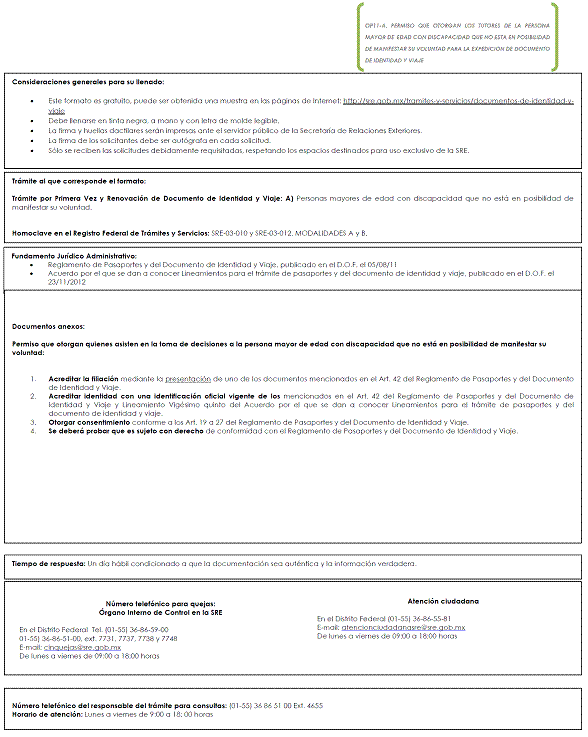 OP11-A, PERMISO QUE OTORGAN LOS TUTORES DE LA PERSONA
MAYOR DE EDAD CON DISCAPACIDAD QUE NO ESTA EN POSIBILIDAD
DE MANIFESTAR SU VOLUNTAD PARA LA EXPEDICIÓN DE DOCUMENTO
DE IDENTIDAD Y VIAJE
Consideraciones generales para su llenado:
• Este formato es gratuito, puede ser obtenida una muestra en las páginas de Internet: http://sre.gob.mx/tramites-y-servicios/documentos-de-identidad-y-
viaje
• Debe llenarse en tinta negra, a mano y con letra de molde legible.
• La firma y huellas dactilares serán impresas ante el servidor público de la Secretaría de Relaciones Exteriores.
• La firma de los solicitantes debe ser autógrafa en cada solicitud.
• Sólo se reciben las solicitudes debidamente requisitadas, respetando los espacios destinados para uso exclusivo de la SRE.
Trámite al que corresponde el formato:
Trámite por Primera Vez y Renovación de Documento de Identidad y Viaje: A) Personas mayores de edad con discapacidad que no está en posibilidad de
manifestar su voluntad.
Homoclave en el Registro Federal de Trámites y Servicios: SRE-03-010 y SRE-03-012, MODALIDADES A y B.
Fundamento Jurídico Administrativo:
• Reglamento de Pasaportes y del Documento de Identidad y Viaje, publicado en el D.O.F. el 05/08/11
• Acuerdo por el que se dan a conocer Lineamientos para el trámite de pasaportes y del documento de identidad y viaje, publicado en el D.O.F. el
23/11/2012
Documentos anexos:
Permiso que otorgan quienes asisten en la toma de decisiones a la persona mayor de edad con discapacidad que no está en posibilidad de manifestar su
voluntad:
1. Acreditar la filiación mediante la presentación de uno de los documentos mencionados en el Art. 42 del Reglamento de Pasaportes y del Documento
de Identidad y Viaje.
2. Acreditar identidad con una identificación oficial vigente de los mencionados en el Art. 42 del Reglamento de Pasaportes y del Documento de
Identidad y Viaje y Lineamiento Vigésimo quinto del Acuerdo por el que se dan a conocer Lineamientos para el trámite de pasaportes y del
documento de identidad y viaje.
3. Otorgar consentimiento conforme a los Art. 19 a 27 del Reglamento de Pasaportes y del Documento de Identidad y Viaje.
4. Se deberá probar que es sujeto con derecho de conformidad con el Reglamento de Pasaportes y del Documento de Identidad y Viaje.
Tiempo de respuesta: Un día hábil condicionado a que la documentación sea auténtica y la información verdadera.
Número telefónico para quejas:
Órgano Interno de Control en la SRE
En el Distrito Federal Tel. (01-55) 36-86-59-00
01-55) 36-86-51-00, ext. 7731, 7737, 7738 y 7748
E-mail: cinquejas@sre.gob.mx
De lunes a viernes de 09:00 a 18:00 horas
Atención ciudadana
En el Distrito Federal (01-55) 36-86-55-81
E-mail: atencionciudadanasre@sre.gob.mx
De lunes a viernes de 09:00 a 18:00 horas
Número telefónico del responsable del trámite para consultas: (01-55) 36 86 51 00 Ext. 4655
Horario de atención: Lunes a viernes de 9:00 a 18: 00 horas